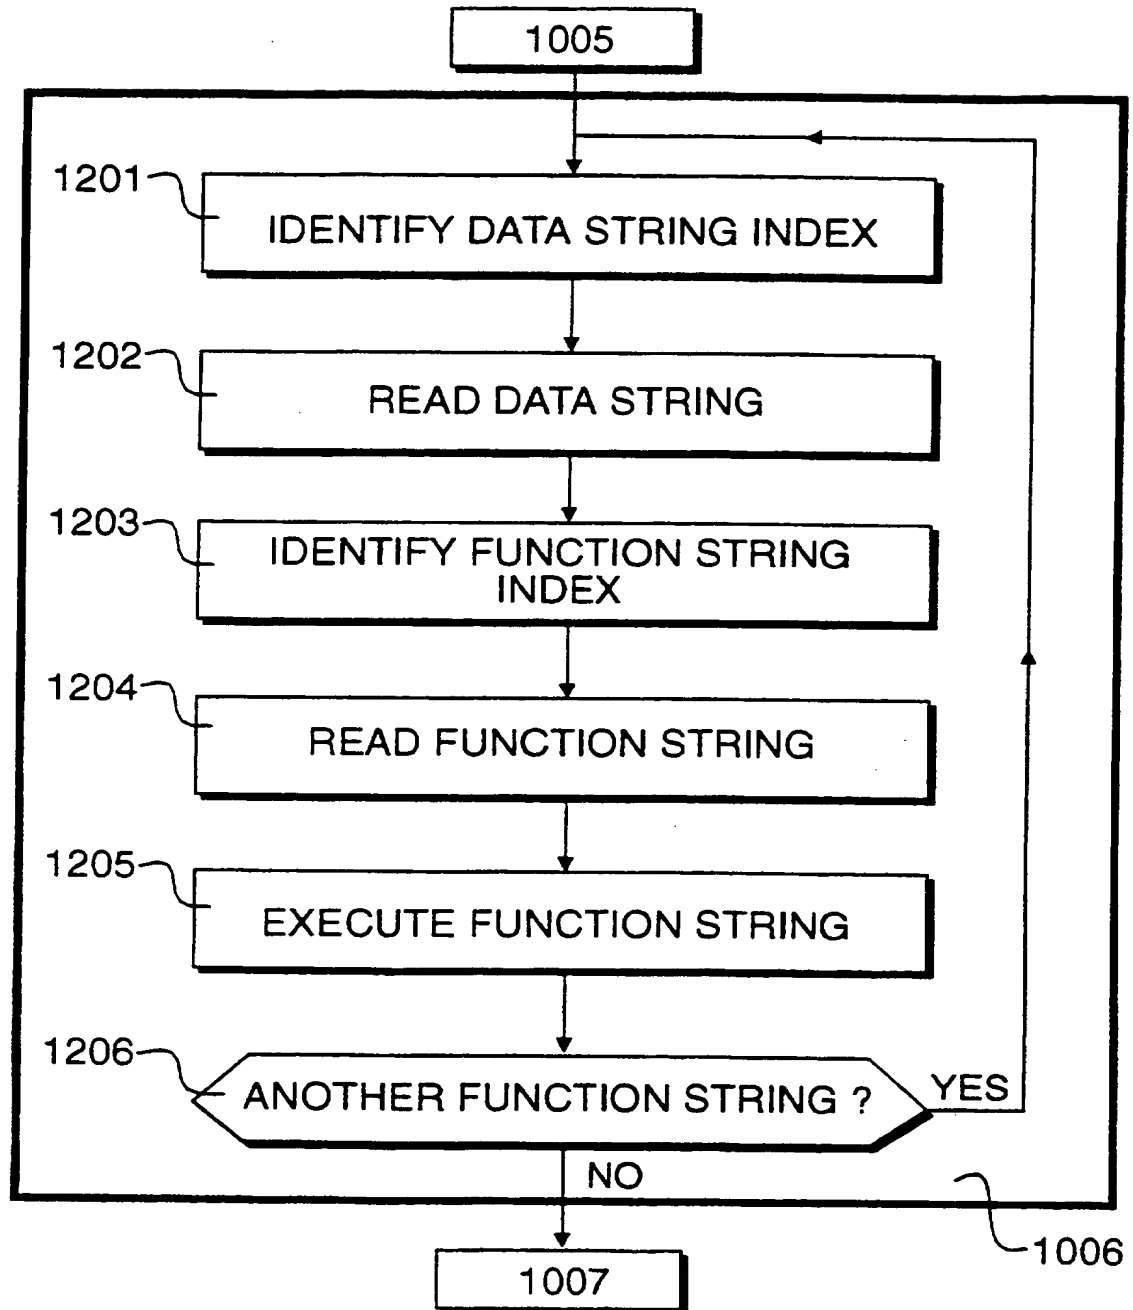 1005
1201
IDENTIFY DATA STRING INDEX
1202
READ DATA STRING
1203
IDENTIFY FUNCTION STRING
INDEX
1204
READ FUNCTION STRING
1205
EXECUTE FUNCTION STRING
1206
ANOTHER FUNCTION STRING ?
YES
NO
1006
1007